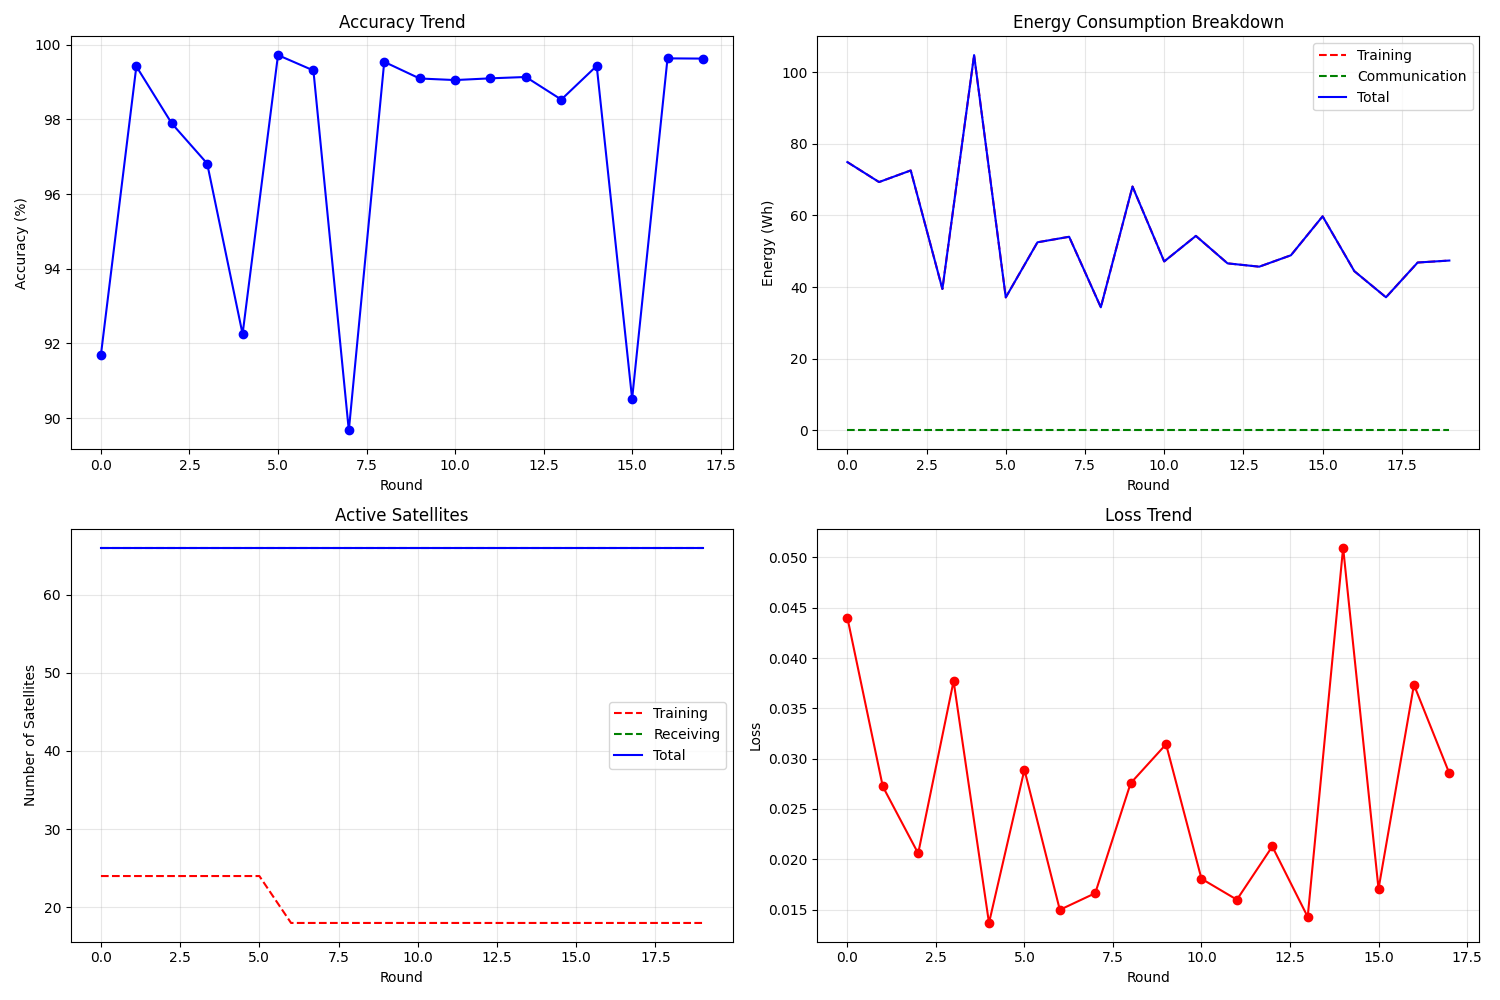 Accuracy Trend
Accuracy (%)
100
98
96
94
92
90
0.0 2.5 5.0 7.5 10.0 12.5 15.0 17.5
Round
Energy Consumption Breakdown
Energy (Wh)
100
80
60
40
20
0
Training
Communication
Total
0.0 2.5 5.0 7.5 10.0 12.5 15.0 17.5
Round
Active Satellites
Number of Satellites
60
50
40
30
20
Training
Receiving
Total
0.0 2.5 5.0 7.5 10.0 12.5 15.0 17.5
Round
Loss Trend
Loss
0.050
0.045
0.040
0.035
0.030
0.025
0.020
0.015
0.0 2.5 5.0 7.5 10.0 12.5 15.0 17.5
Round